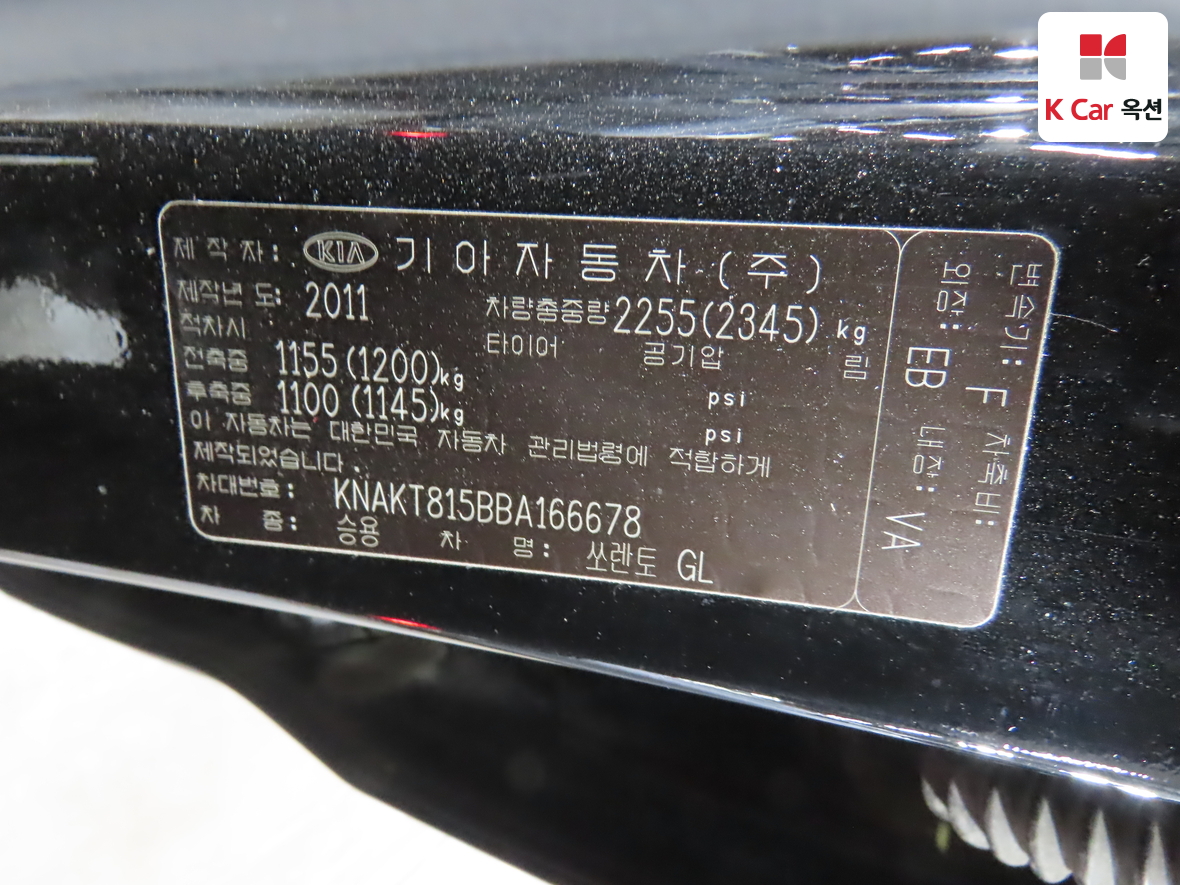 K Car 옥션
제 작 자 : KIA 기아자동차(주)
제작년 도: 2011 차량총중량 2255(2345) kg
적차시 타이어 공기압 림
전축중 1155(1200)kg psi
후축중 1100(1145)kg psi
이 자동차는 대한민국 자동차 관리법령에 적합하게
제작되었습니다.
차대번호: KNAKT815BBA166678
차 종: 승용 차 명: 쏘렌토 GL
변속기: F 차축비:
외장: EB 내장: VA